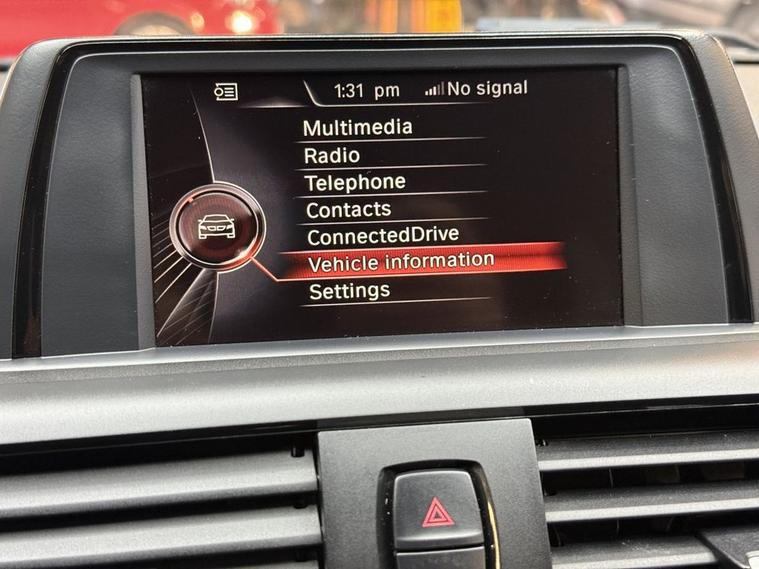 1:31 pm No signal
Multimedia
Radio
Telephone
Contacts
ConnectedDrive
Vehicle information
Settings